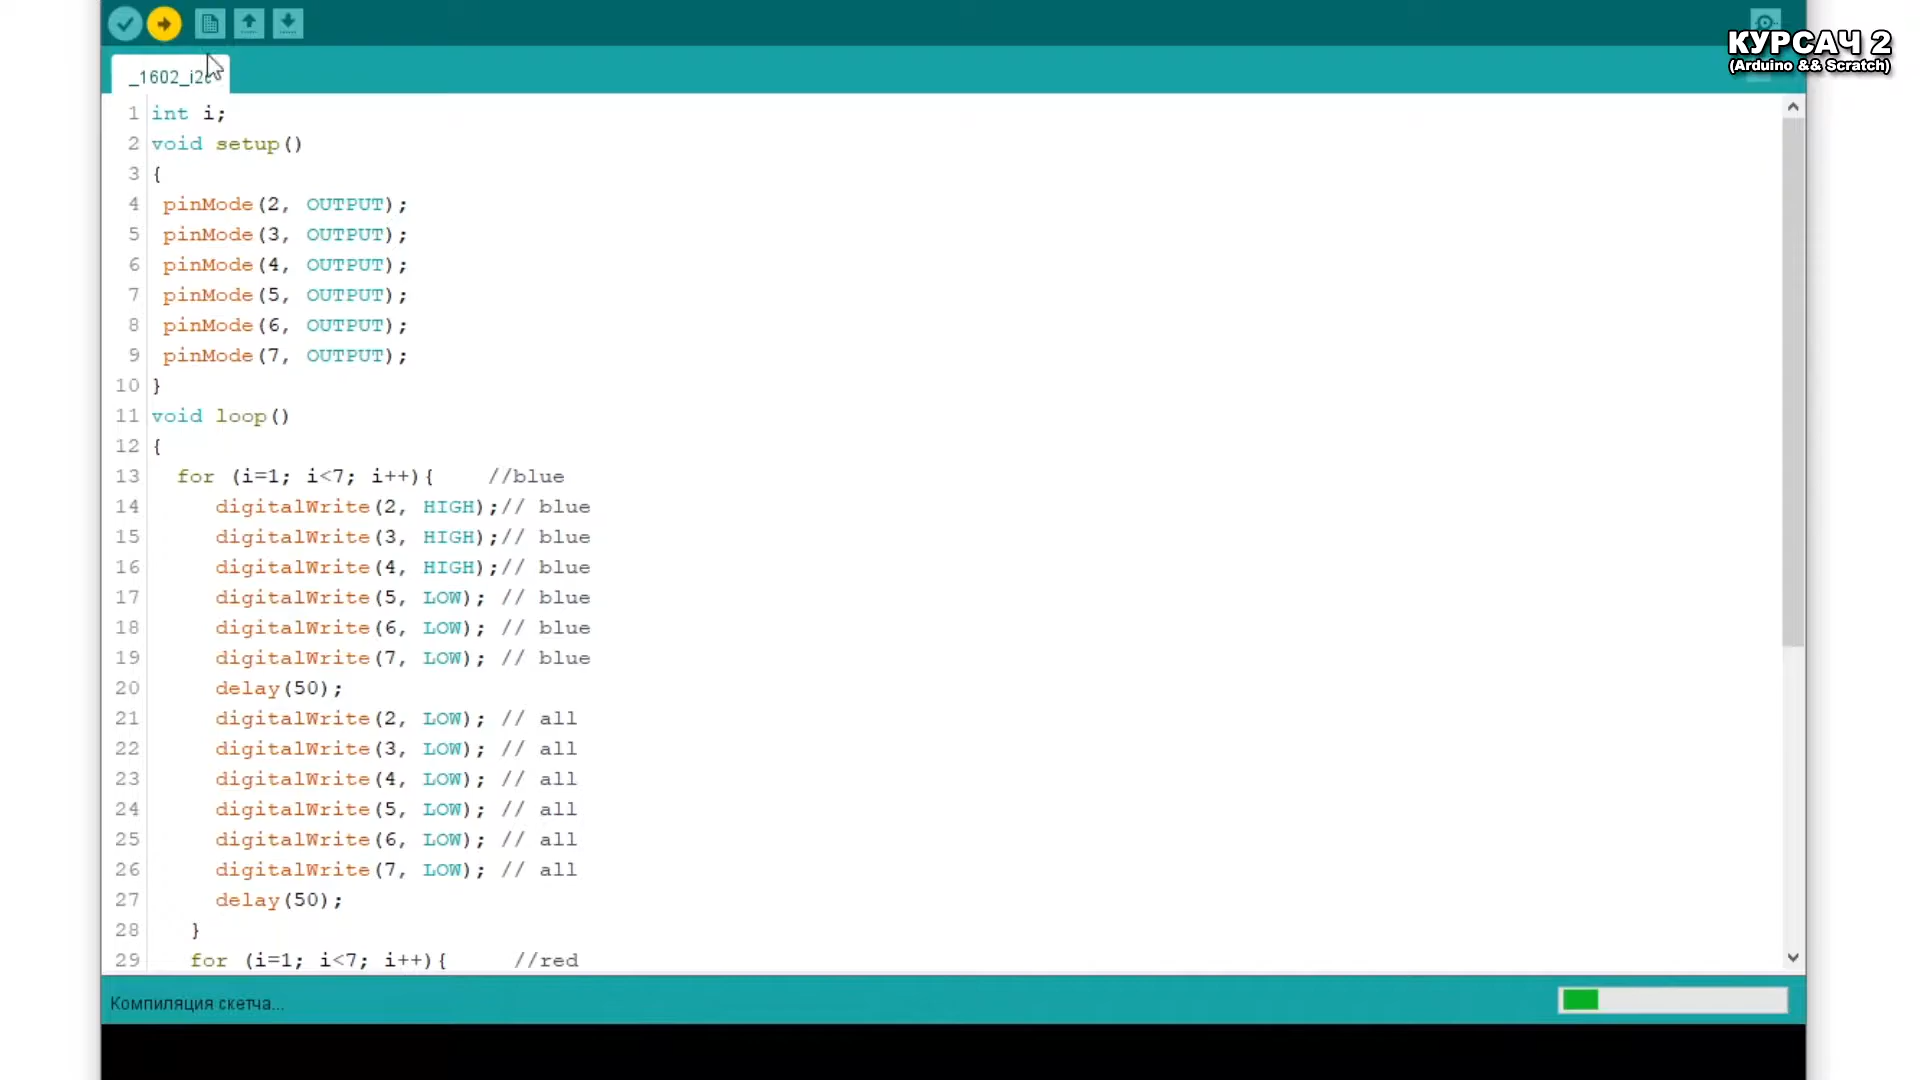 КУРСАЧ 2
(Arduino && Scratch)
_1602_i2c
1 int i;
2 void setup()
3 {
4 pinMode(2, OUTPUT);
5 pinMode(3, OUTPUT);
6 pinMode(4, OUTPUT);
7 pinMode(5, OUTPUT);
8 pinMode(6, OUTPUT);
9 pinMode(7, OUTPUT);
10 }
11 void loop()
12 {
13 for (i=1; i<7; i++){ //blue
14 digitalWrite(2, HIGH);// blue
15 digitalWrite(3, HIGH);// blue
16 digitalWrite(4, HIGH);// blue
17 digitalWrite(5, LOW); // blue
18 digitalWrite(6, LOW); // blue
19 digitalWrite(7, LOW); // blue
20 delay(50);
21 digitalWrite(2, LOW); // all
22 digitalWrite(3, LOW); // all
23 digitalWrite(4, LOW); // all
24 digitalWrite(5, LOW); // all
25 digitalWrite(6, LOW); // all
26 digitalWrite(7, LOW); // all
27 delay(50);
28 }
29 for (i=1; i<7; i++){ //red
Компиляция скетча...